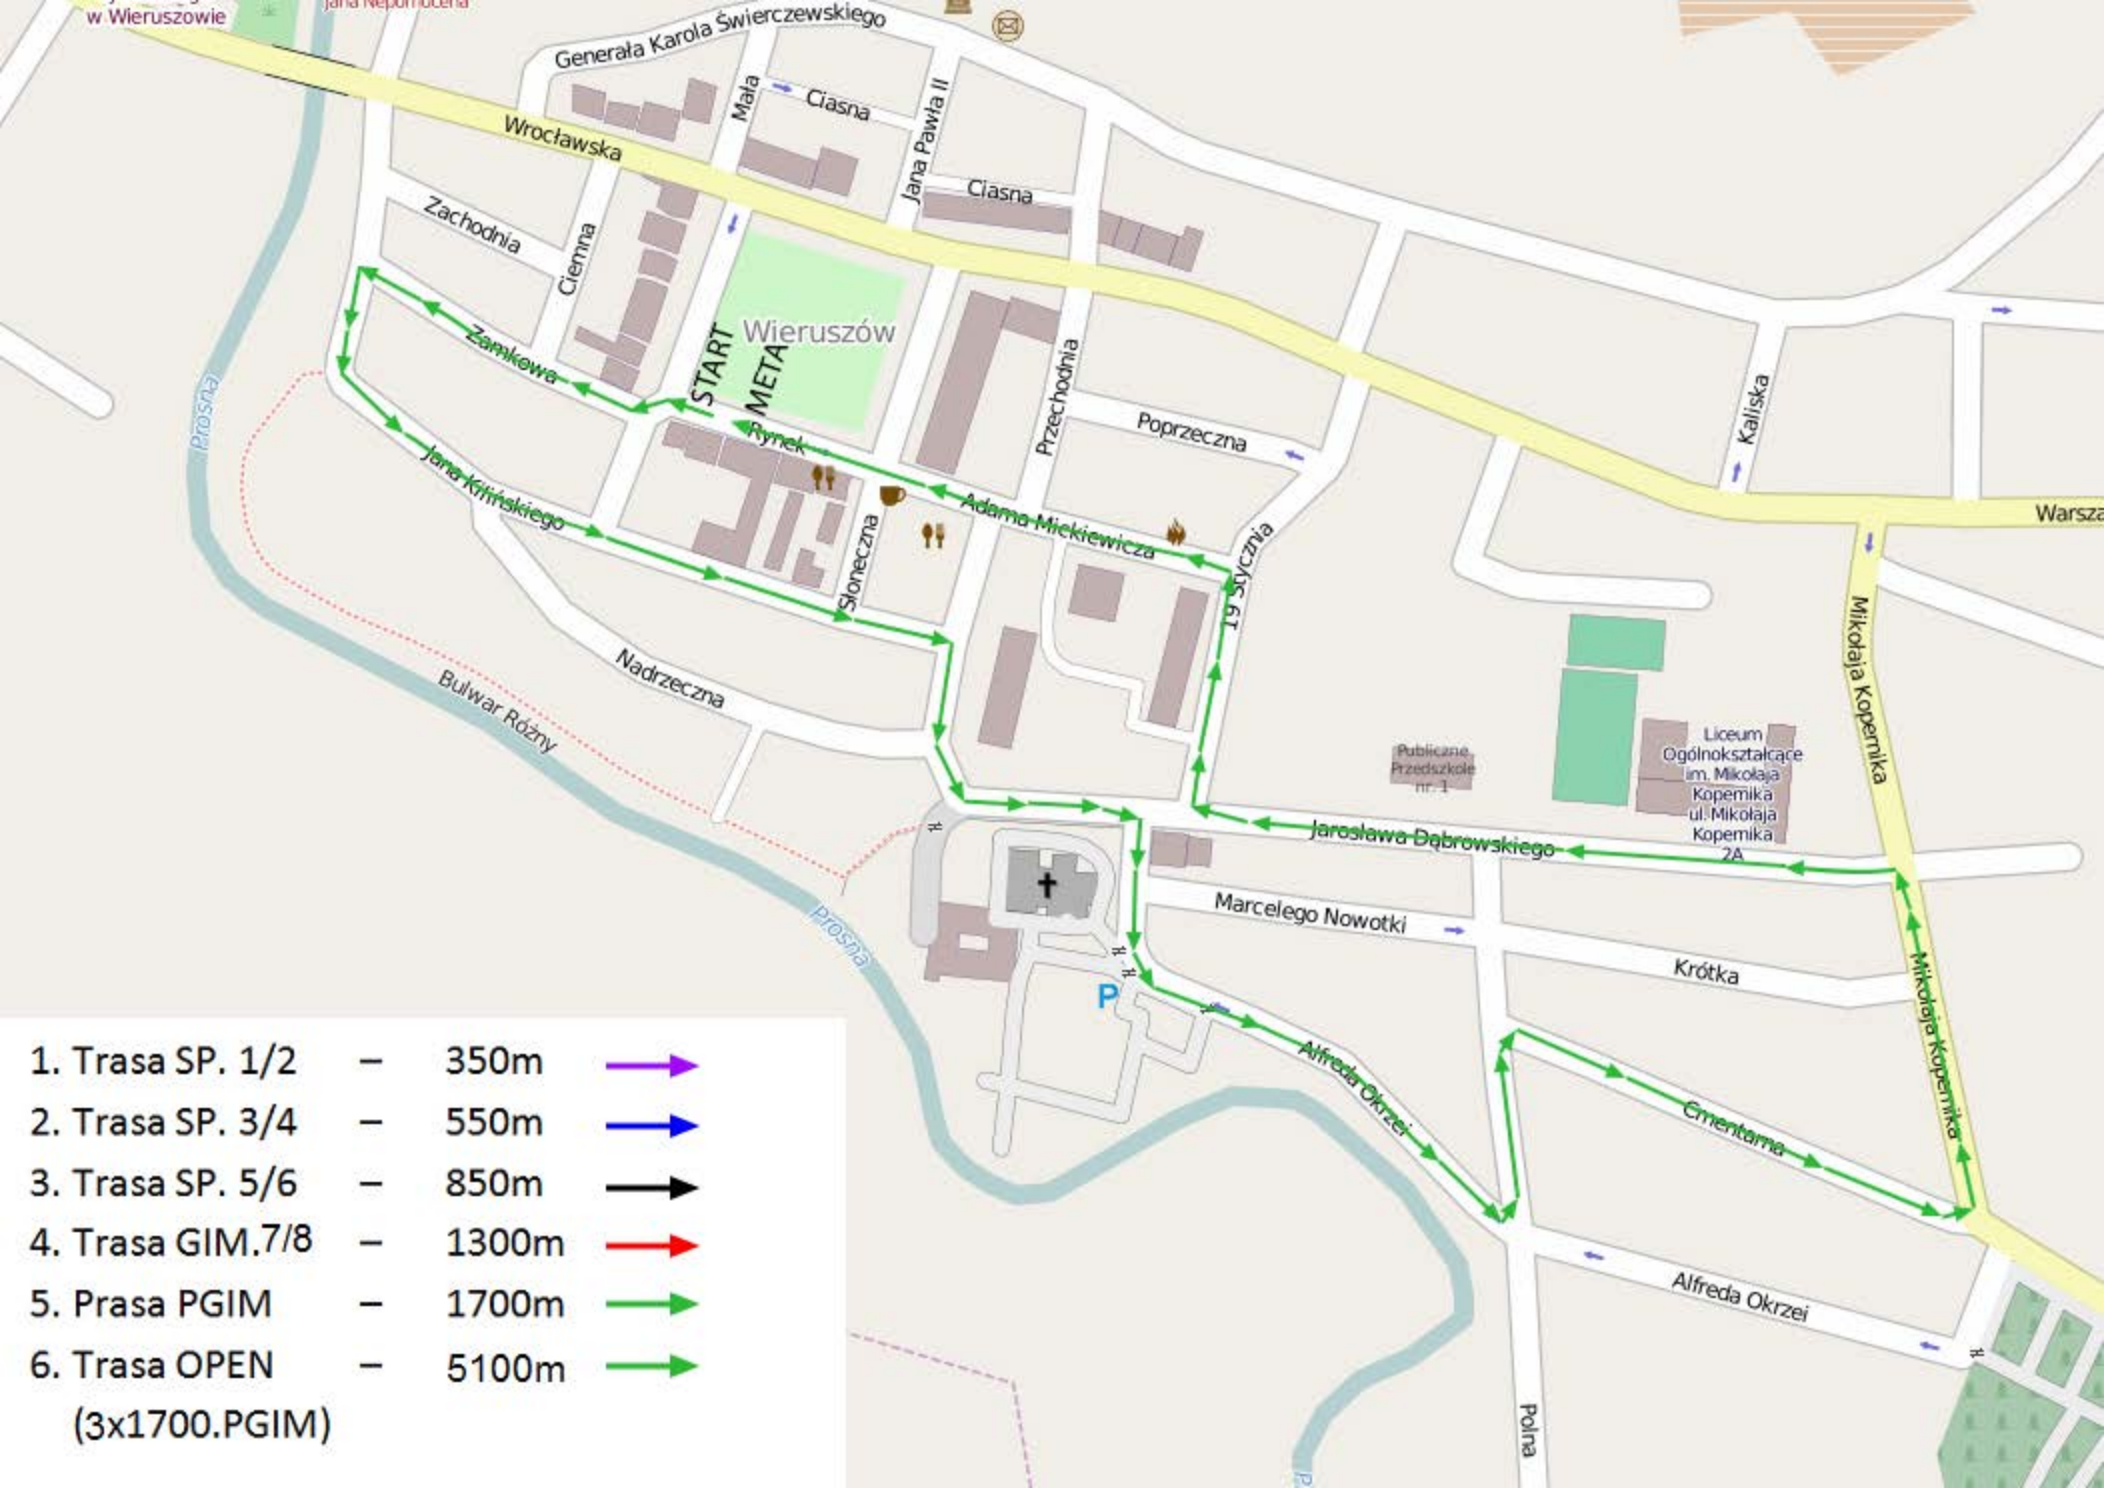 w Wieruszowie
Jana Nepomucena
Generała Karola Świerczewskiego
Mała
Ciasna
Jana Pawła II
Wrocławska
Ciasna
Zachodnia
Ciemna
Wieruszów
START
META
Zamkowa
Rynek
Przechodnia
Poprzeczna
Kaliska
Prosna
Jana Kilińskiego
Adama Mickiewicza
19 Stycznia
Warsza
Słoneczna
Mikołaja Kopernika
Nadrzeczna
Bulwar Różny
Publiczne
Przedszkole
nr. 1
Liceum
Ogólnokształcące
im. Mikołaja
Kopernika
ul. Mikołaja
Kopernika
2A
Jarosława Dąbrowskiego
Marcelego Nowotki
Krótka
Prosna
P
Mikołaja Kopernika
Alfreda Okrzei
Cmentarna
Alfreda Okrzei
Polna
P
1. Trasa SP. 1/2 – 350m
2. Trasa SP. 3/4 – 550m
3. Trasa SP. 5/6 – 850m
4. Trasa GIM.7/8 – 1300m
5. Prasa PGIM – 1700m
6. Trasa OPEN – 5100m
(3x1700.PGIM)